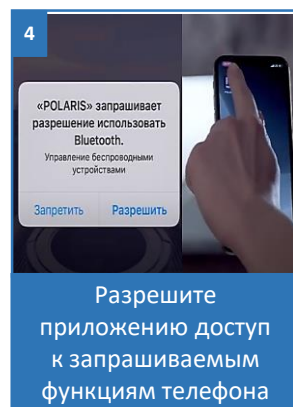 4
«POLARIS» запрашивает
разрешение использовать
Bluetooth.
Управление беспроводными
устройствами
Запретить Разрешить
Разрешите
приложению доступ
к запрашиваемым
функциям телефона